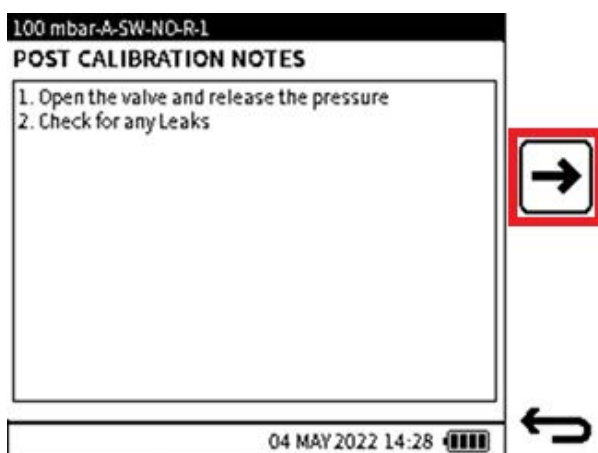 100 mbar-A-SW-NO-R-1
POST CALIBRATION NOTES
1. Open the valve and release the pressure
2. Check for any Leaks
04 MAY 2022 14:28